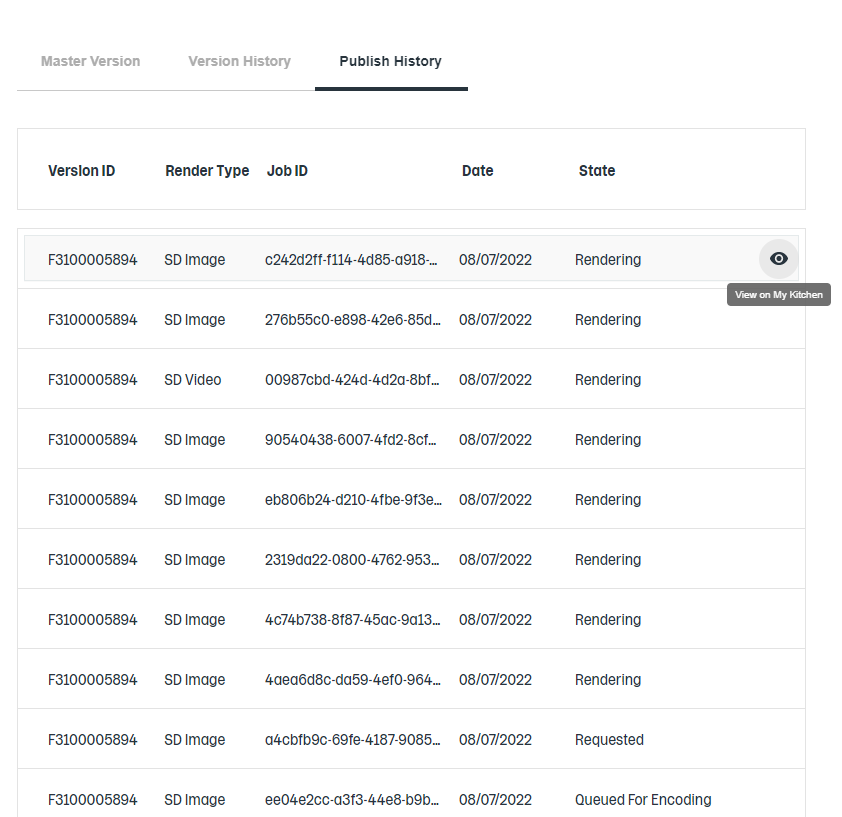 Master Version Version History Publish History
Version ID Render Type Job ID Date State
F3100005894 SD Image c242d2ff-f114-4d85-a918-... 08/07/2022 Rendering
View on My Kitchen
F3100005894 SD Image 276b55c0-e898-42e6-85d... 08/07/2022 Rendering
F3100005894 SD Video 00987cbd-424d-4d2a-8bf... 08/07/2022 Rendering
F3100005894 SD Image 90540438-6007-4fd2-8cf... 08/07/2022 Rendering
F3100005894 SD Image eb806b24-d210-4fbe-9f3e... 08/07/2022 Rendering
F3100005894 SD Image 2319da22-0800-4762-953... 08/07/2022 Rendering
F3100005894 SD Image 4c74b738-8f87-45ac-9a13... 08/07/2022 Rendering
F3100005894 SD Image 4aea6d8c-da59-4ef0-964... 08/07/2022 Rendering
F3100005894 SD Image a4cbfb9c-69fe-4187-9085... 08/07/2022 Requested
F3100005894 SD Image ee04e2cc-a3f3-44e8-b9b... 08/07/2022 Queued For Encoding